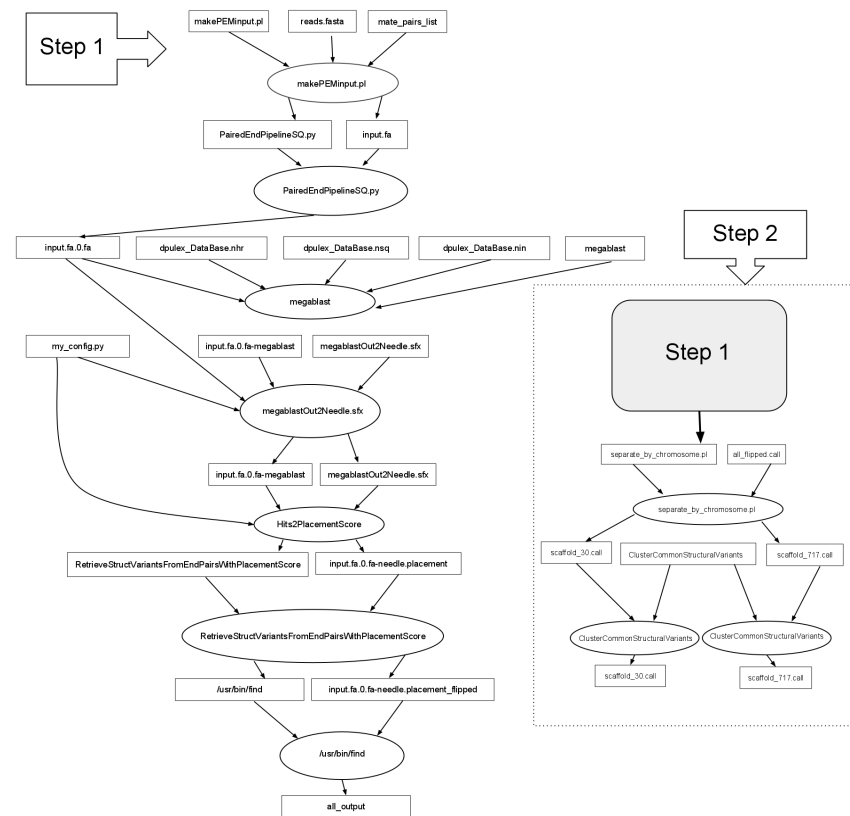 Step 1
makePEMinput.pl
reads.fasta
mate_pairs_list
makePEMinput.pl
PairedEndPipelineSQ.py
input.fa
PairedEndPipelineSQ.py
input.fa.0.fa
dpulex_DataBase.nhr
dpulex_DataBase.nsq
dpulex_DataBase.nin
megablast
megablast
my_config.py
input.fa.0.fa-megablast
megablastOut2Needle.sfx
megablastOut2Needle.sfx
input.fa.0.fa-megablast
megablastOut2Needle.sfx
Hits2PlacementScore
RetrieveStructVariantsFromEndPairsWithPlacementScore
input.fa.0.fa-needle.placement
RetrieveStructVariantsFromEndPairsWithPlacementScore
/usr/bin/find
input.fa.0.fa-needle.placement_flipped
/usr/bin/find
all_output
Step 2
Step 1
separate_by_chromosome.pl
all_flipped.call
separate_by_chromosome.pl
scaffold_30.call
ClusterCommonStructuralVariants
scaffold_717.call
ClusterCommonStructuralVariants
ClusterCommonStructuralVariants
scaffold_30.call
scaffold_717.call